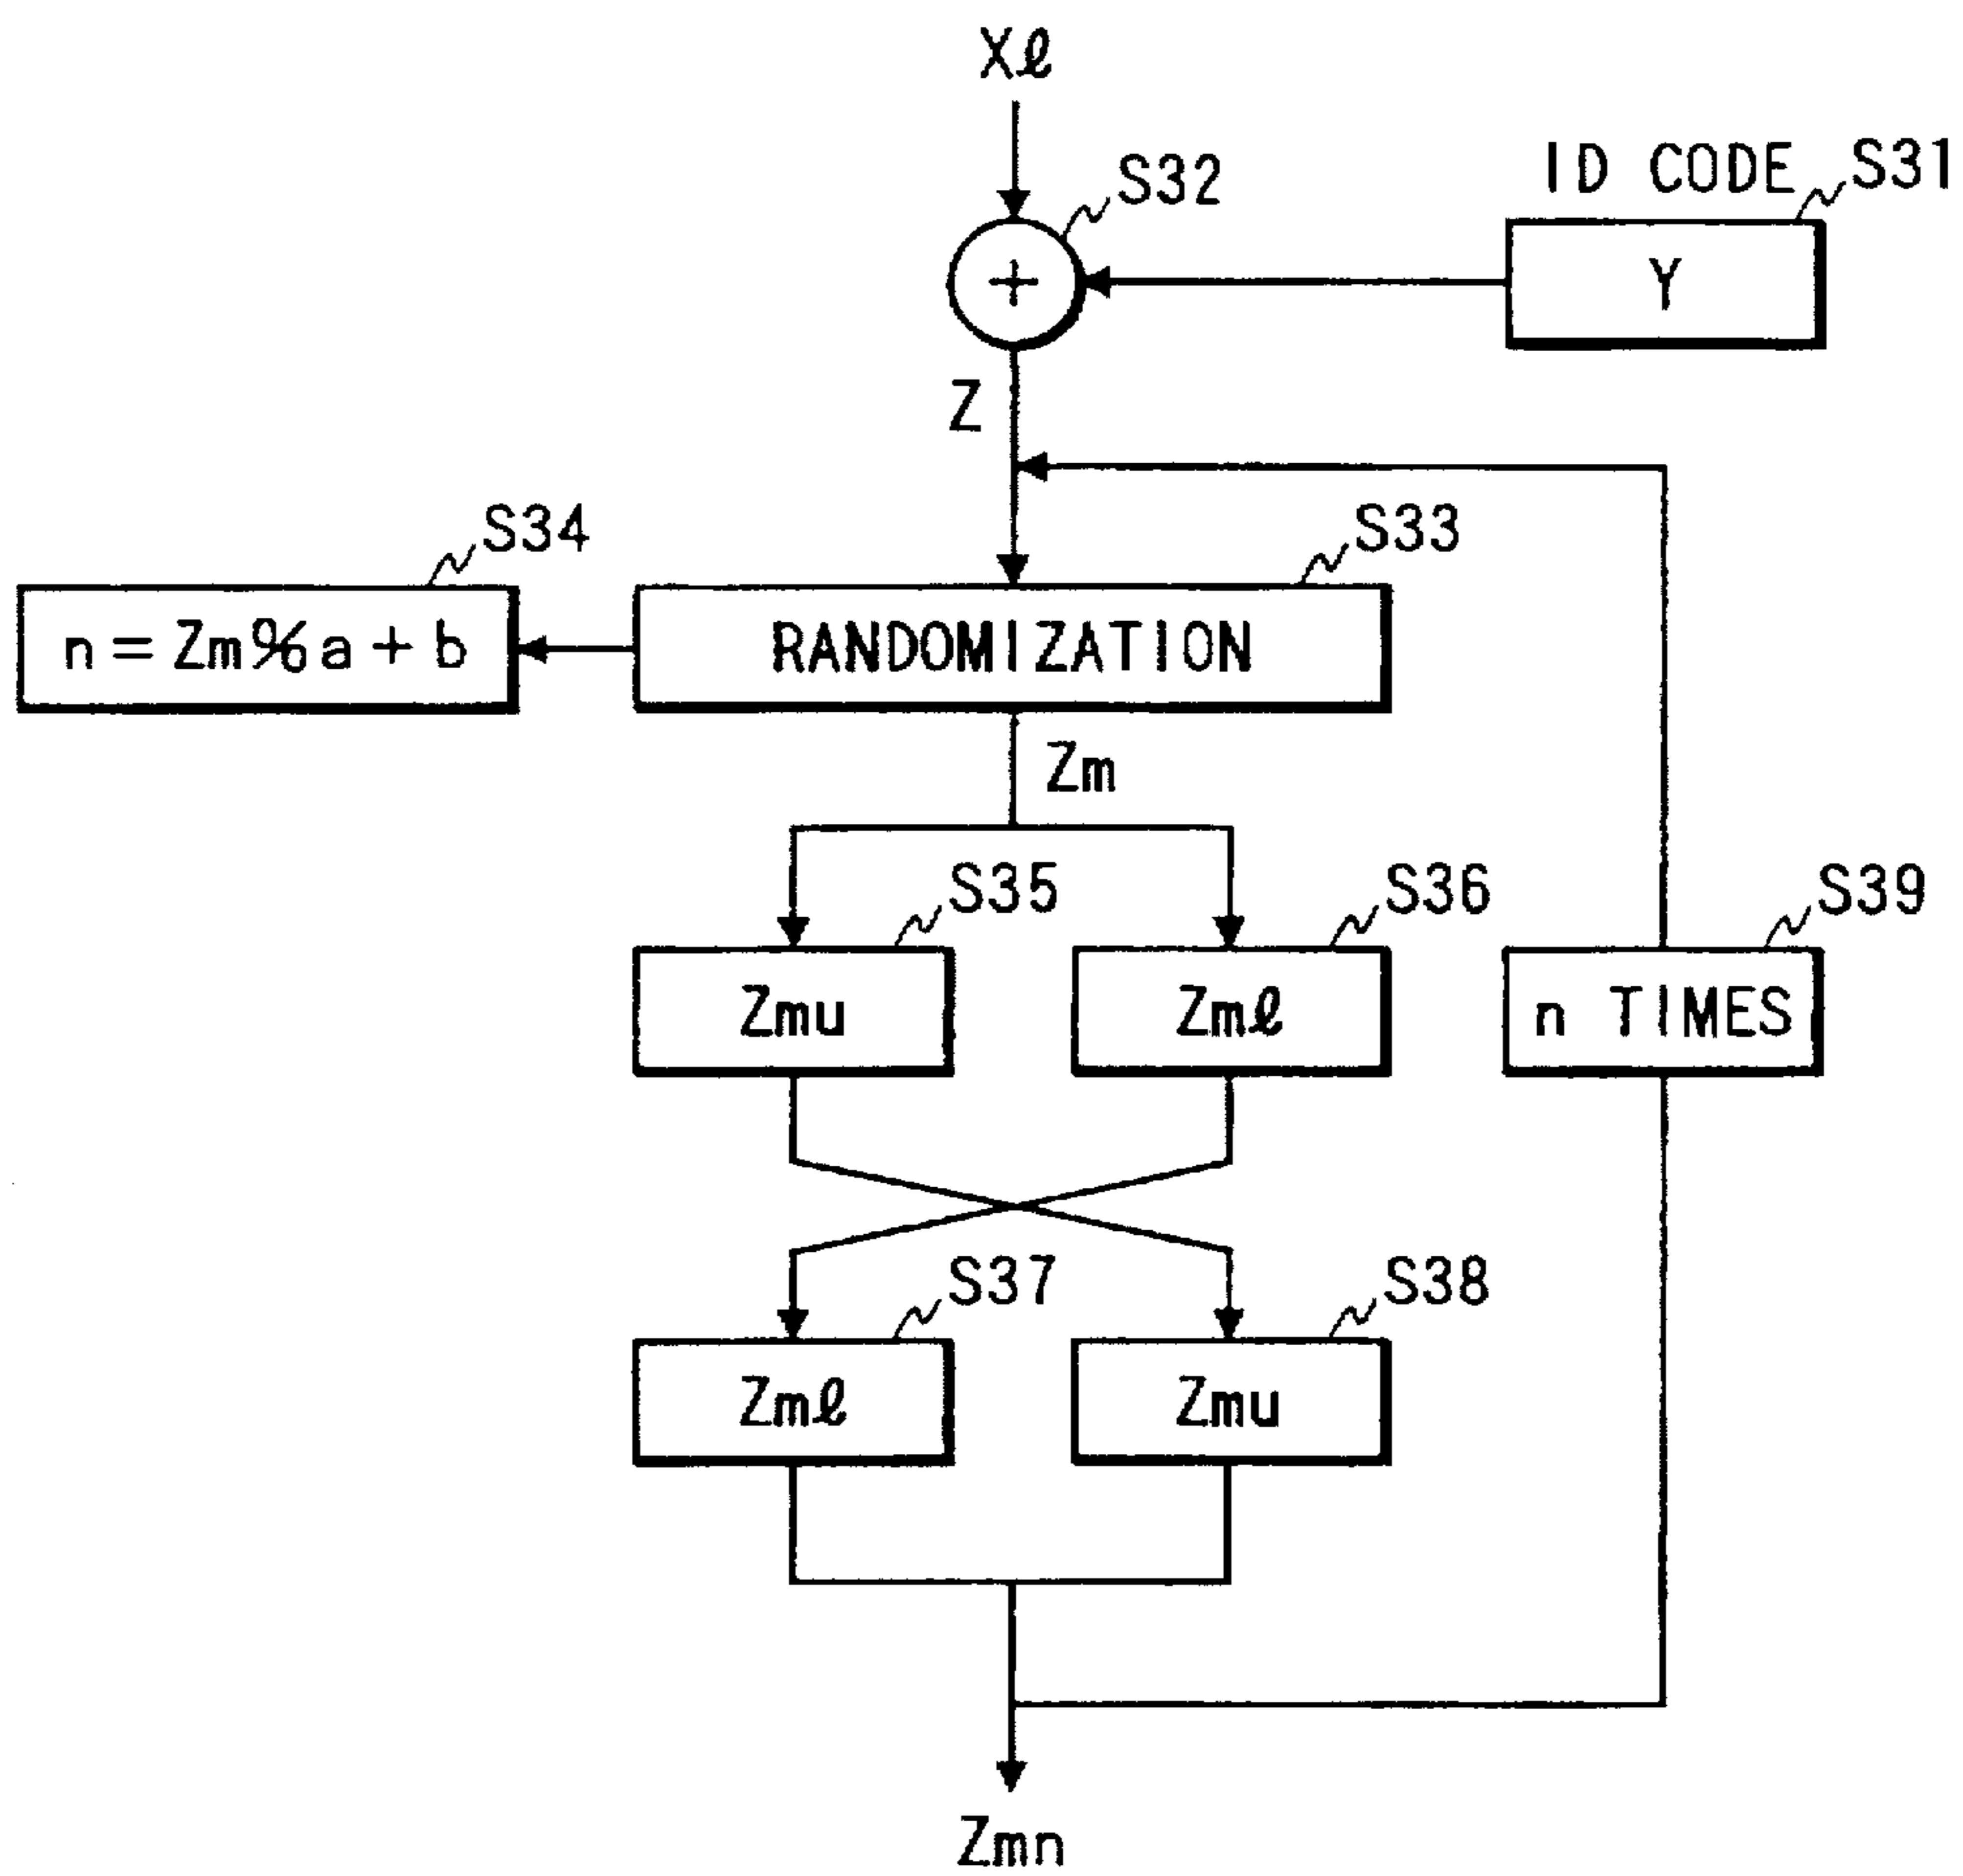 Xℓ
S32
ID CODE
S31
+
Y
Z
S34
S33
n=Zm%a+b
RANDOMIZATION
Zm
S35
S36
S39
Zmu
Zmℓ
n TIMES
S37
S38
Zmℓ
Zmu
Zmn